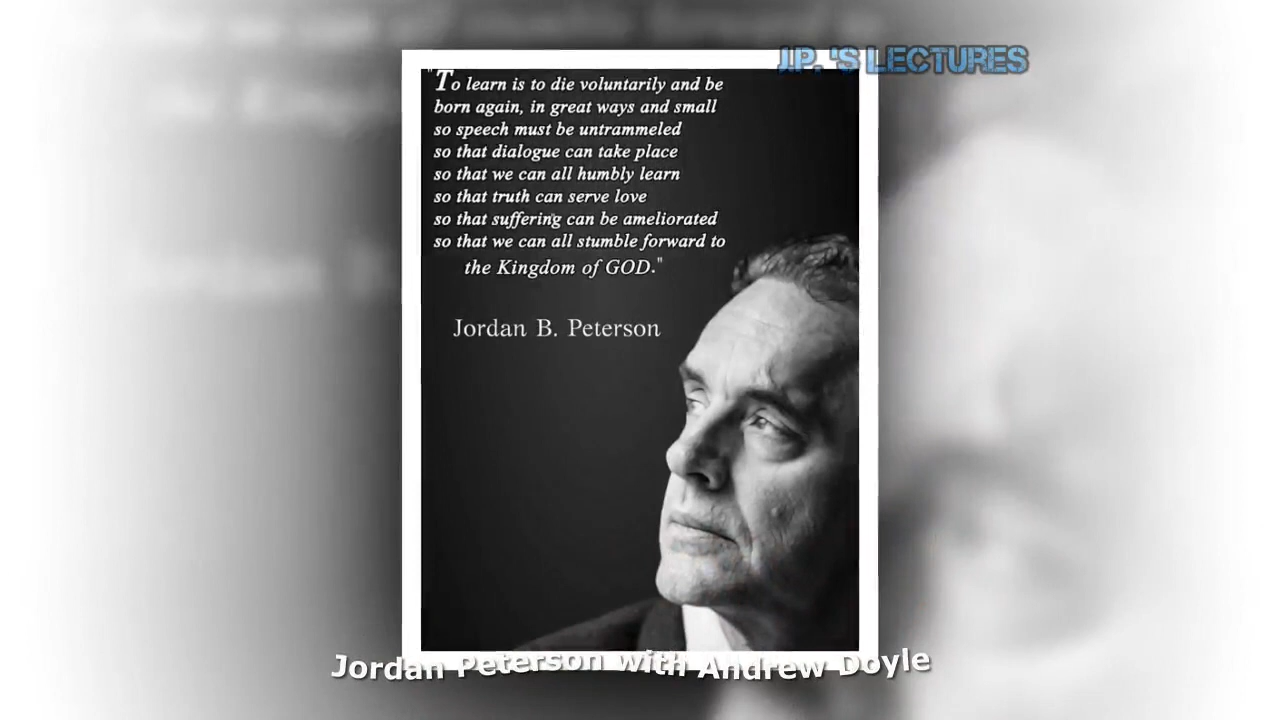 J.P. 'S LECTURES
"To learn is to die voluntarily and be
born again, in great ways and small
so speech must be untrammeled
so that dialogue can take place
so that we can all humbly learn
so that truth can serve love
so that suffering can be ameliorated
so that we can all stumble forward to
the Kingdom of GOD."
Jordan B. Peterson
Jordan Peterson with Andrew Doyle